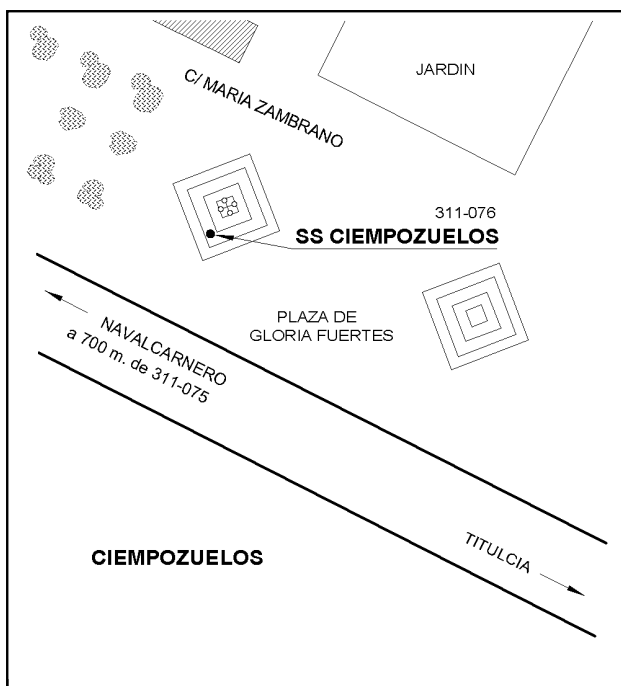 JARDIN
C/ MARIA ZAMBRANO
311-076
SS CIEMPOZUELOS
PLAZA DE
GLORIA FUERTES
NAVALCARNERO
a 700 m. de 311-075
TITULCIA
CIEMPOZUELOS